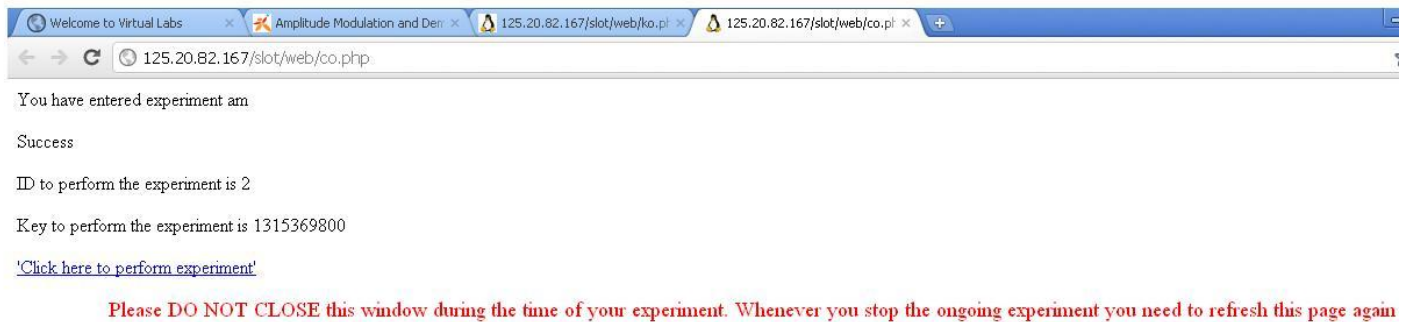 Welcome to Virtual Labs
Amplitude Modulation and Dem
125.20.82.167/slot/web/ko.ph
125.20.82.167/slot/web/co.ph
125.20.82.167/slot/web/co.php
You have entered experiment am
Success
ID to perform the experiment is 2
Key to perform the experiment is 1315369800
'Click here to perform experiment'
Please DO NOT CLOSE this window during the time of your experiment. Whenever you stop the ongoing experiment you need to refresh this page again